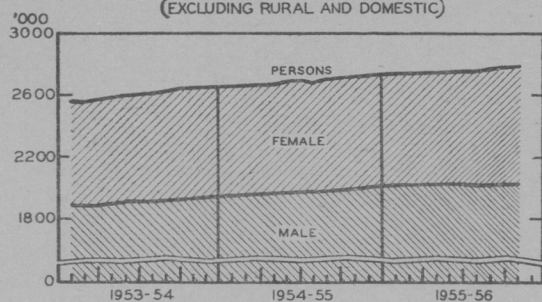 (EXCLUDING RURAL AND DOMESTIC)
'000
3000
PERSONS
2600
FEMALE
2200
1800
MALE
0
1953-54 1954-55 1955-56